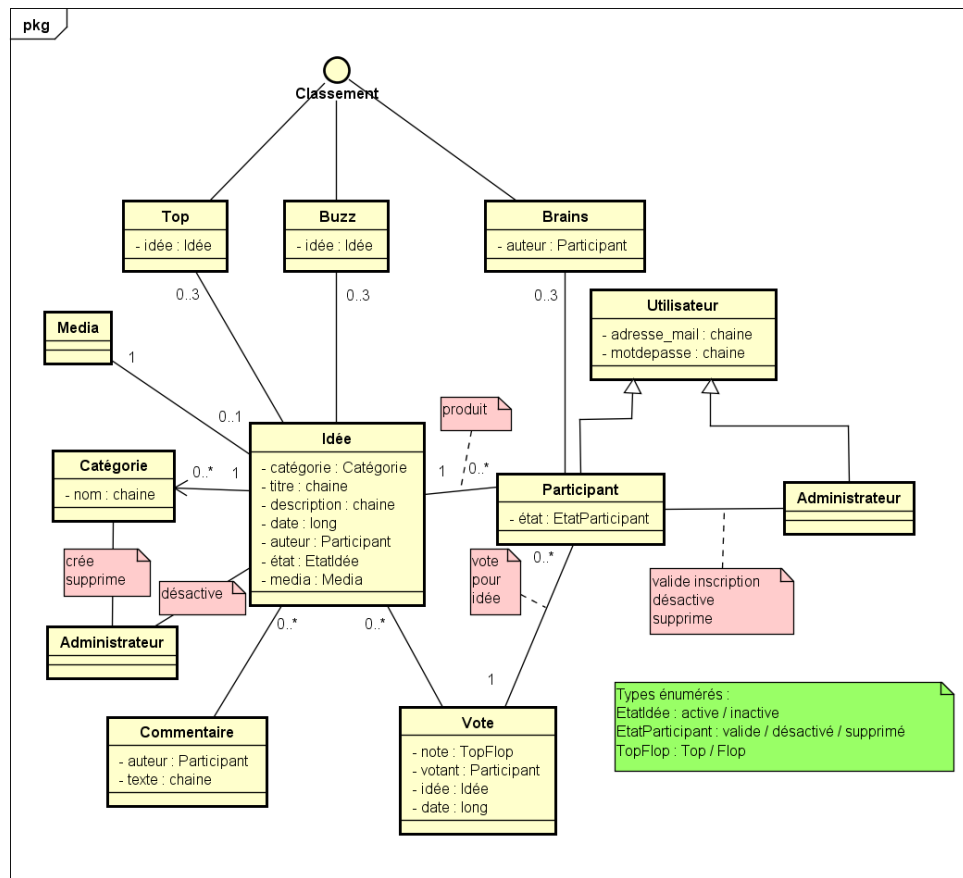 pkg
Classement
Top
- idée : Idée
Buzz
- idée : Idée
Brains
- auteur : Participant
0..3
0..3
0..3
Utilisateur
- adresse_mail : chaine
- motdepasse : chaine
Media
1
0..1
produit
Idée
- catégorie : Catégorie
- titre : chaine
- description : chaine
- date : long
- auteur : Participant
- état : EtatIdée
- media : Media
1
0..*
Catégorie
- nom : chaine
0..*
1
Participant
- état : EtatParticipant
Administrateur
crée
supprime
désactive
vote
pour
idée
0..*
valide inscription
désactive
supprime
Administrateur
0..*
0..*
1
Commentaire
- auteur : Participant
- texte : chaine
Vote
- note : TopFlop
- votant : Participant
- idée : Idée
- date : long
Types énumérés :
EtatIdée : active / inactive
EtatParticipant : valide / désactivé / supprimé
TopFlop : Top / Flop